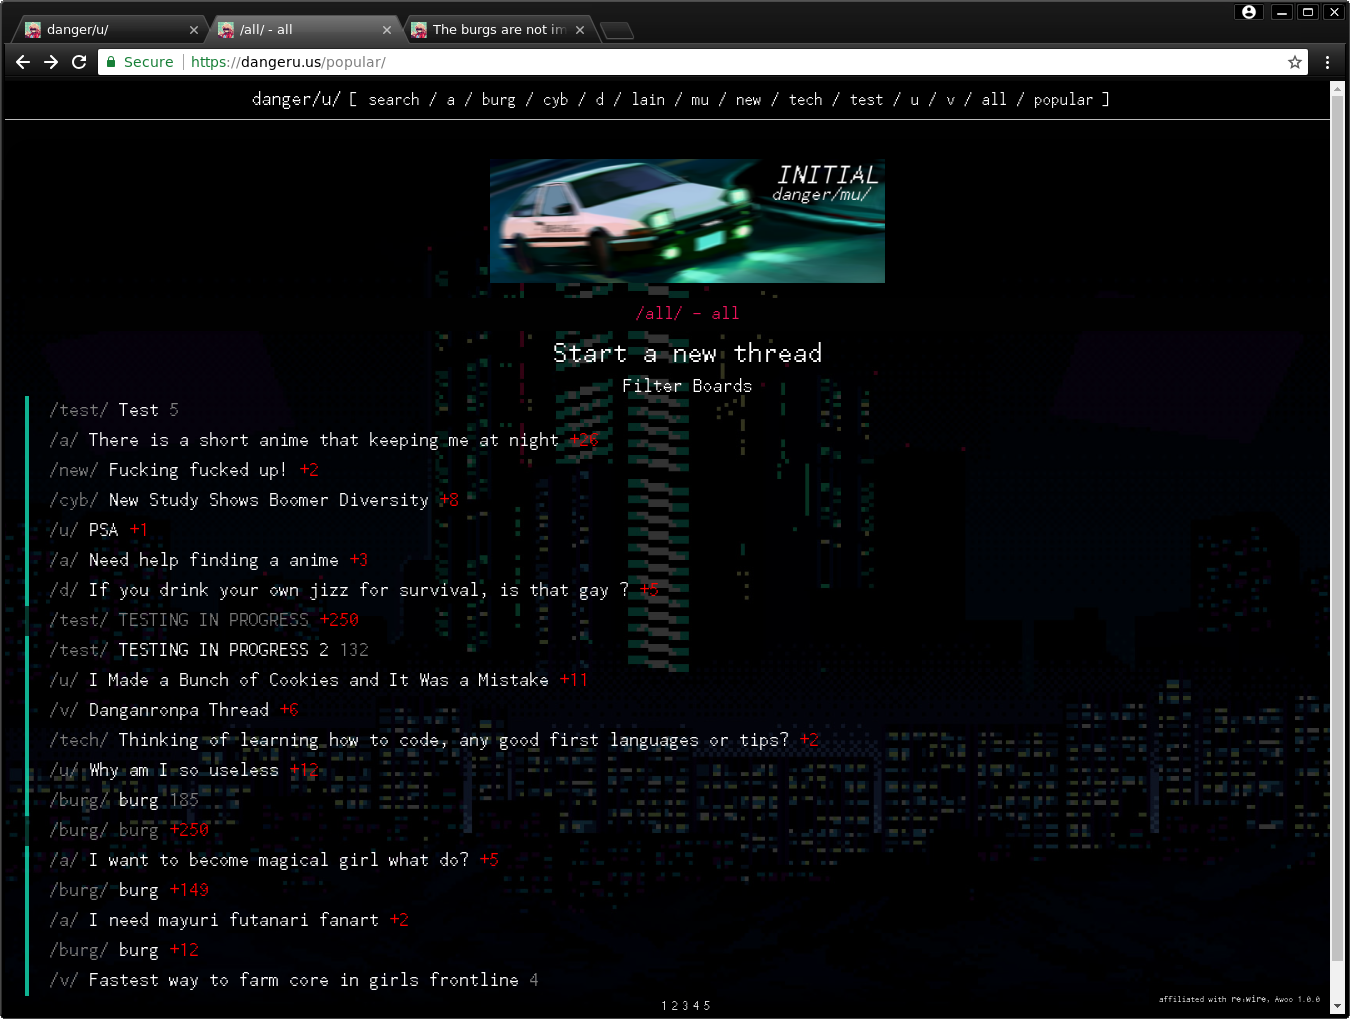 danger/u/
/all/ - all
The burgs are not im
Secure
https://dangeru.us/popular/
danger/u/ [ search / a / burg / cyb / d / lain / mu / new / tech / test / u / v / all / popular ]
INITIAL
danger/mu/
/all/ - all
Start a new thread
Filter Boards
/test/ Test 5
/a/ There is a short anime that keeping me at night +26
/new/ Fucking fucked up! +2
/cyb/ New Study Shows Boomer Diversity +8
/u/ PSA +1
/a/ Need help finding a anime +3
/d/ If you drink your own jizz for survival, is that gay ? +5
/test/ TESTING IN PROGRESS +250
/test/ TESTING IN PROGRESS 2 132
/u/ I Made a Bunch of Cookies and It Was a Mistake +11
/v/ Danganronpa Thread +6
/tech/ Thinking of learning how to code, any good first languages or tips? +2
/u/ Why am I so useless +12
/burg/ burg 185
/burg/ burg +250
/a/ I want to become magical girl what do? +5
/burg/ burg +149
/a/ I need mayuri futanari fanart +2
/burg/ burg +12
/v/ Fastest way to farm core in girls frontline 4
1 2 3 4 5
affiliated with re:wire, Awoo 1.0.0